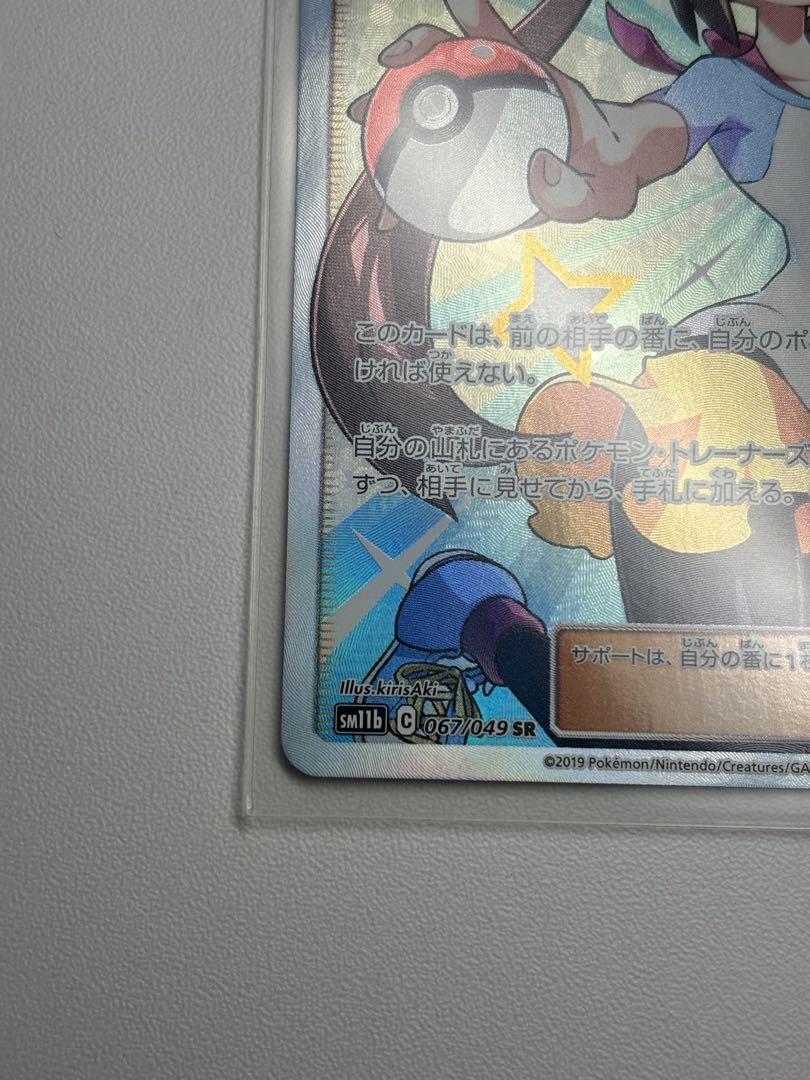 このカードは、前の相手の番に、自分のポ
ければ使えない。
自分の山札にあるポケモン・トレーナーズ
ずつ、相手に見せてから、手札に加える。
サポートは、自分の番に1
Illus.kirisAki
sm11b C 067/049 SR
©2019 Pokémon/Nintendo/Creatures/GA